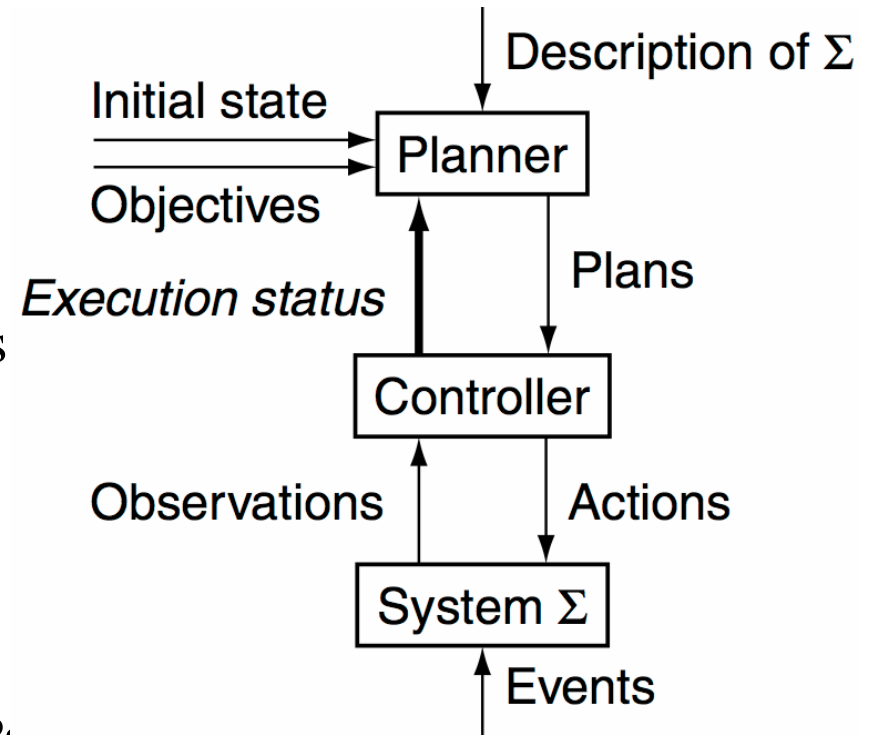 Description of Σ
Initial state
Planner
Objectives
Plans
Execution status
s
Controller
Observations
Actions
System Σ
Events